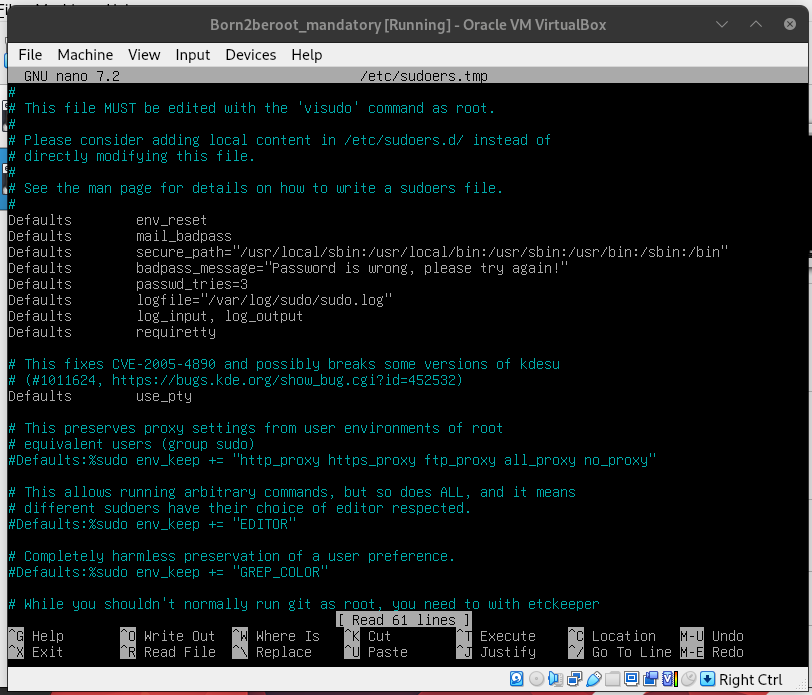 Born2beroot_mandatory [Running] - Oracle VM VirtualBox
File Machine View Input Devices Help
GNU nano 7.2 /etc/sudoers.tmp
#
# This file MUST be edited with the 'visudo' command as root.
#
# Please consider adding local content in /etc/sudoers.d/ instead of
# directly modifying this file.
#
# See the man page for details on how to write a sudoers file.
#
Defaults env_reset
Defaults mail_badpass
Defaults secure_path="/usr/local/sbin:/usr/local/bin:/usr/sbin:/usr/bin:/sbin:/bin"
Defaults badpass_message="Password is wrong, please try again!"
Defaults passwd_tries=3
Defaults logfile="/var/log/sudo/sudo.log"
Defaults log_input, log_output
Defaults requiretty
# This fixes CVE-2005-4890 and possibly breaks some versions of kdesu
# (#1011624, https://bugs.kde.org/show_bug.cgi?id=452532)
Defaults use_pty
# This preserves proxy settings from user environments of root
# equivalent users (group sudo)
#Defaults:%sudo env_keep += "http_proxy https_proxy ftp_proxy all_proxy no_proxy"
# This allows running arbitrary commands, but so does ALL, and it means
# different sudoers have their choice of editor respected.
#Defaults:%sudo env_keep += "EDITOR"
# Completely harmless preservation of a user preference.
#Defaults:%sudo env_keep += "GREP_COLOR"
# While you shouldn't normally run git as root, you need to with etckeeper
[ Read 61 lines ]
^G Help ^O Write Out ^W Where Is ^K Cut ^T Execute ^C Location M-U Undo
^X Exit ^R Read File ^\ Replace ^U Paste ^J Justify ^/ Go To Line M-E Redo
Right Ctrl